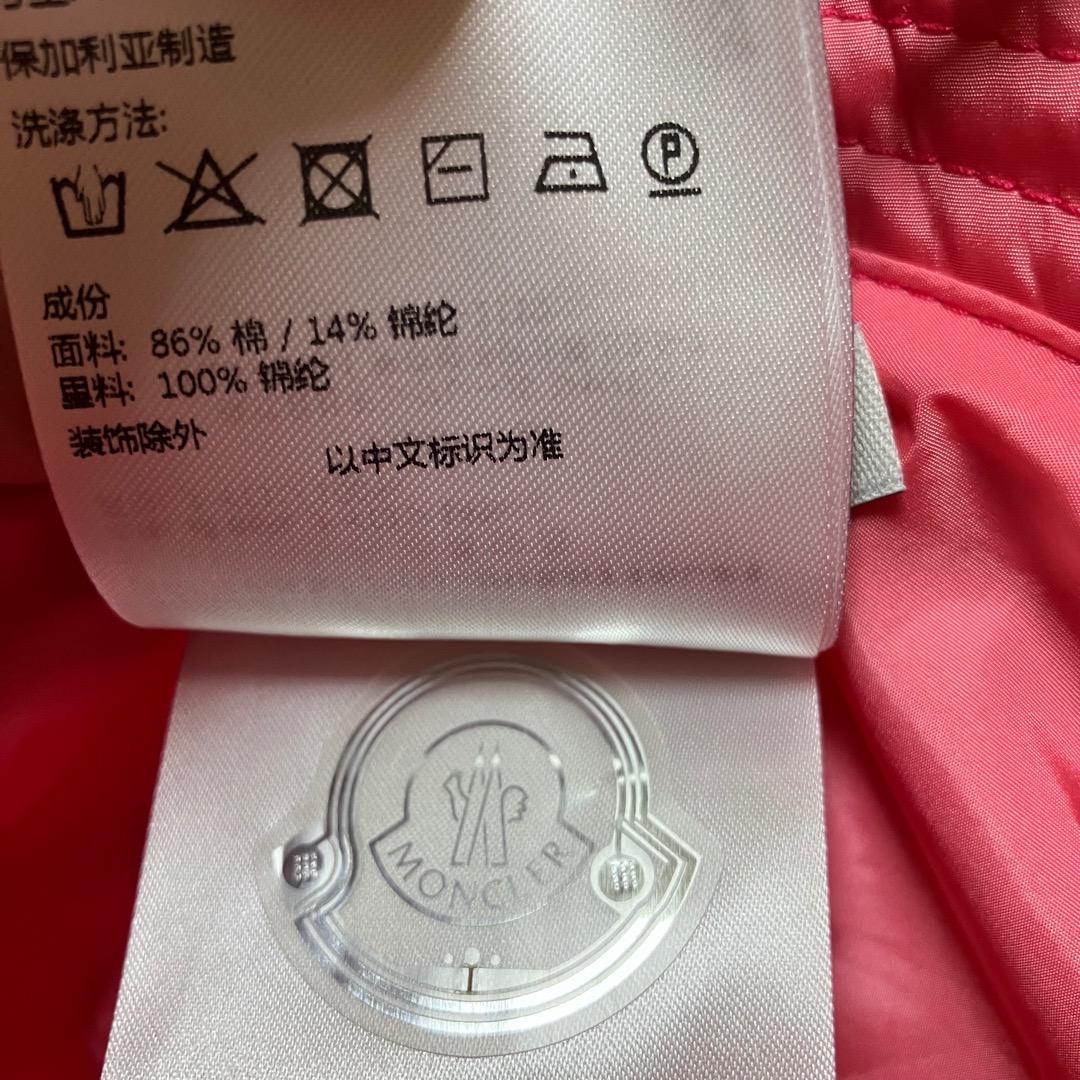 保加利亚制造
洗涤方法:
P
成份
面料: 86% 棉 / 14% 锦纶
里料: 100% 锦纶
装饰除外
以中文标识为准
MONCLER